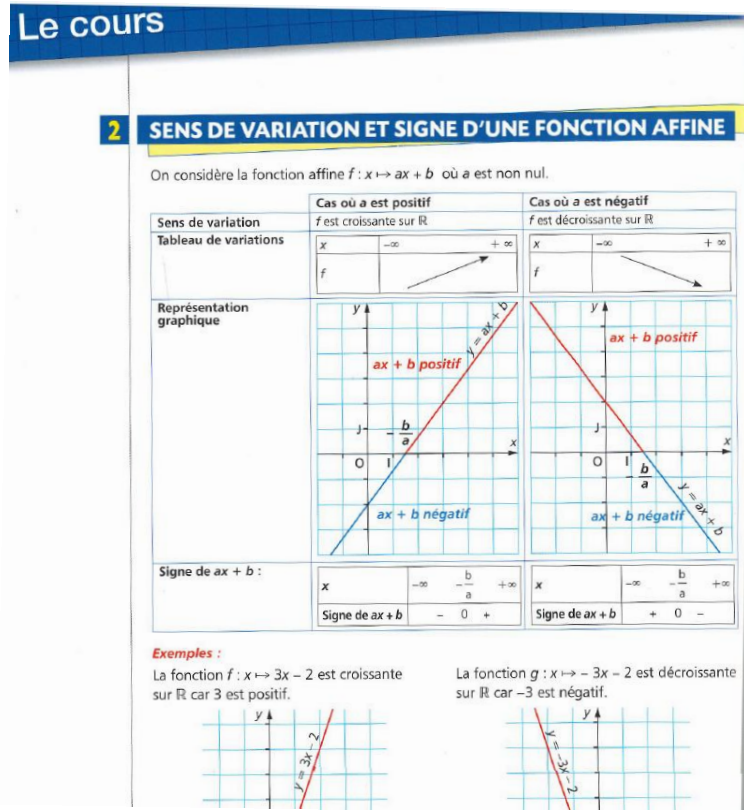 Le cours
2 SENS DE VARIATION ET SIGNE D'UNE FONCTION AFFINE
On considère la fonction affine f : x ↦ ax + b où a est non nul.
Cas où a est positif
Cas où a est négatif
Sens de variation
f est croissante sur ℝ
f est décroissante sur ℝ
Tableau de variations
x −∞ + ∞
f
x −∞ + ∞
f
Représentation
graphique
y
y = ax + b
ax + b positif
J
− b/a
x
O I
ax + b négatif
y
ax + b positif
J
x
O I
− b/a
y = ax + b
ax + b négatif
Signe de ax + b :
x −∞ − b/a +∞
Signe de ax + b − 0 +
x −∞ − b/a +∞
Signe de ax + b + 0 −
Exemples :
La fonction f : x ↦ 3x − 2 est croissante
sur ℝ car 3 est positif.
La fonction g : x ↦ − 3x − 2 est décroissante
sur ℝ car −3 est négatif.
y
y = 3x − 2
y
y = −3x − 2